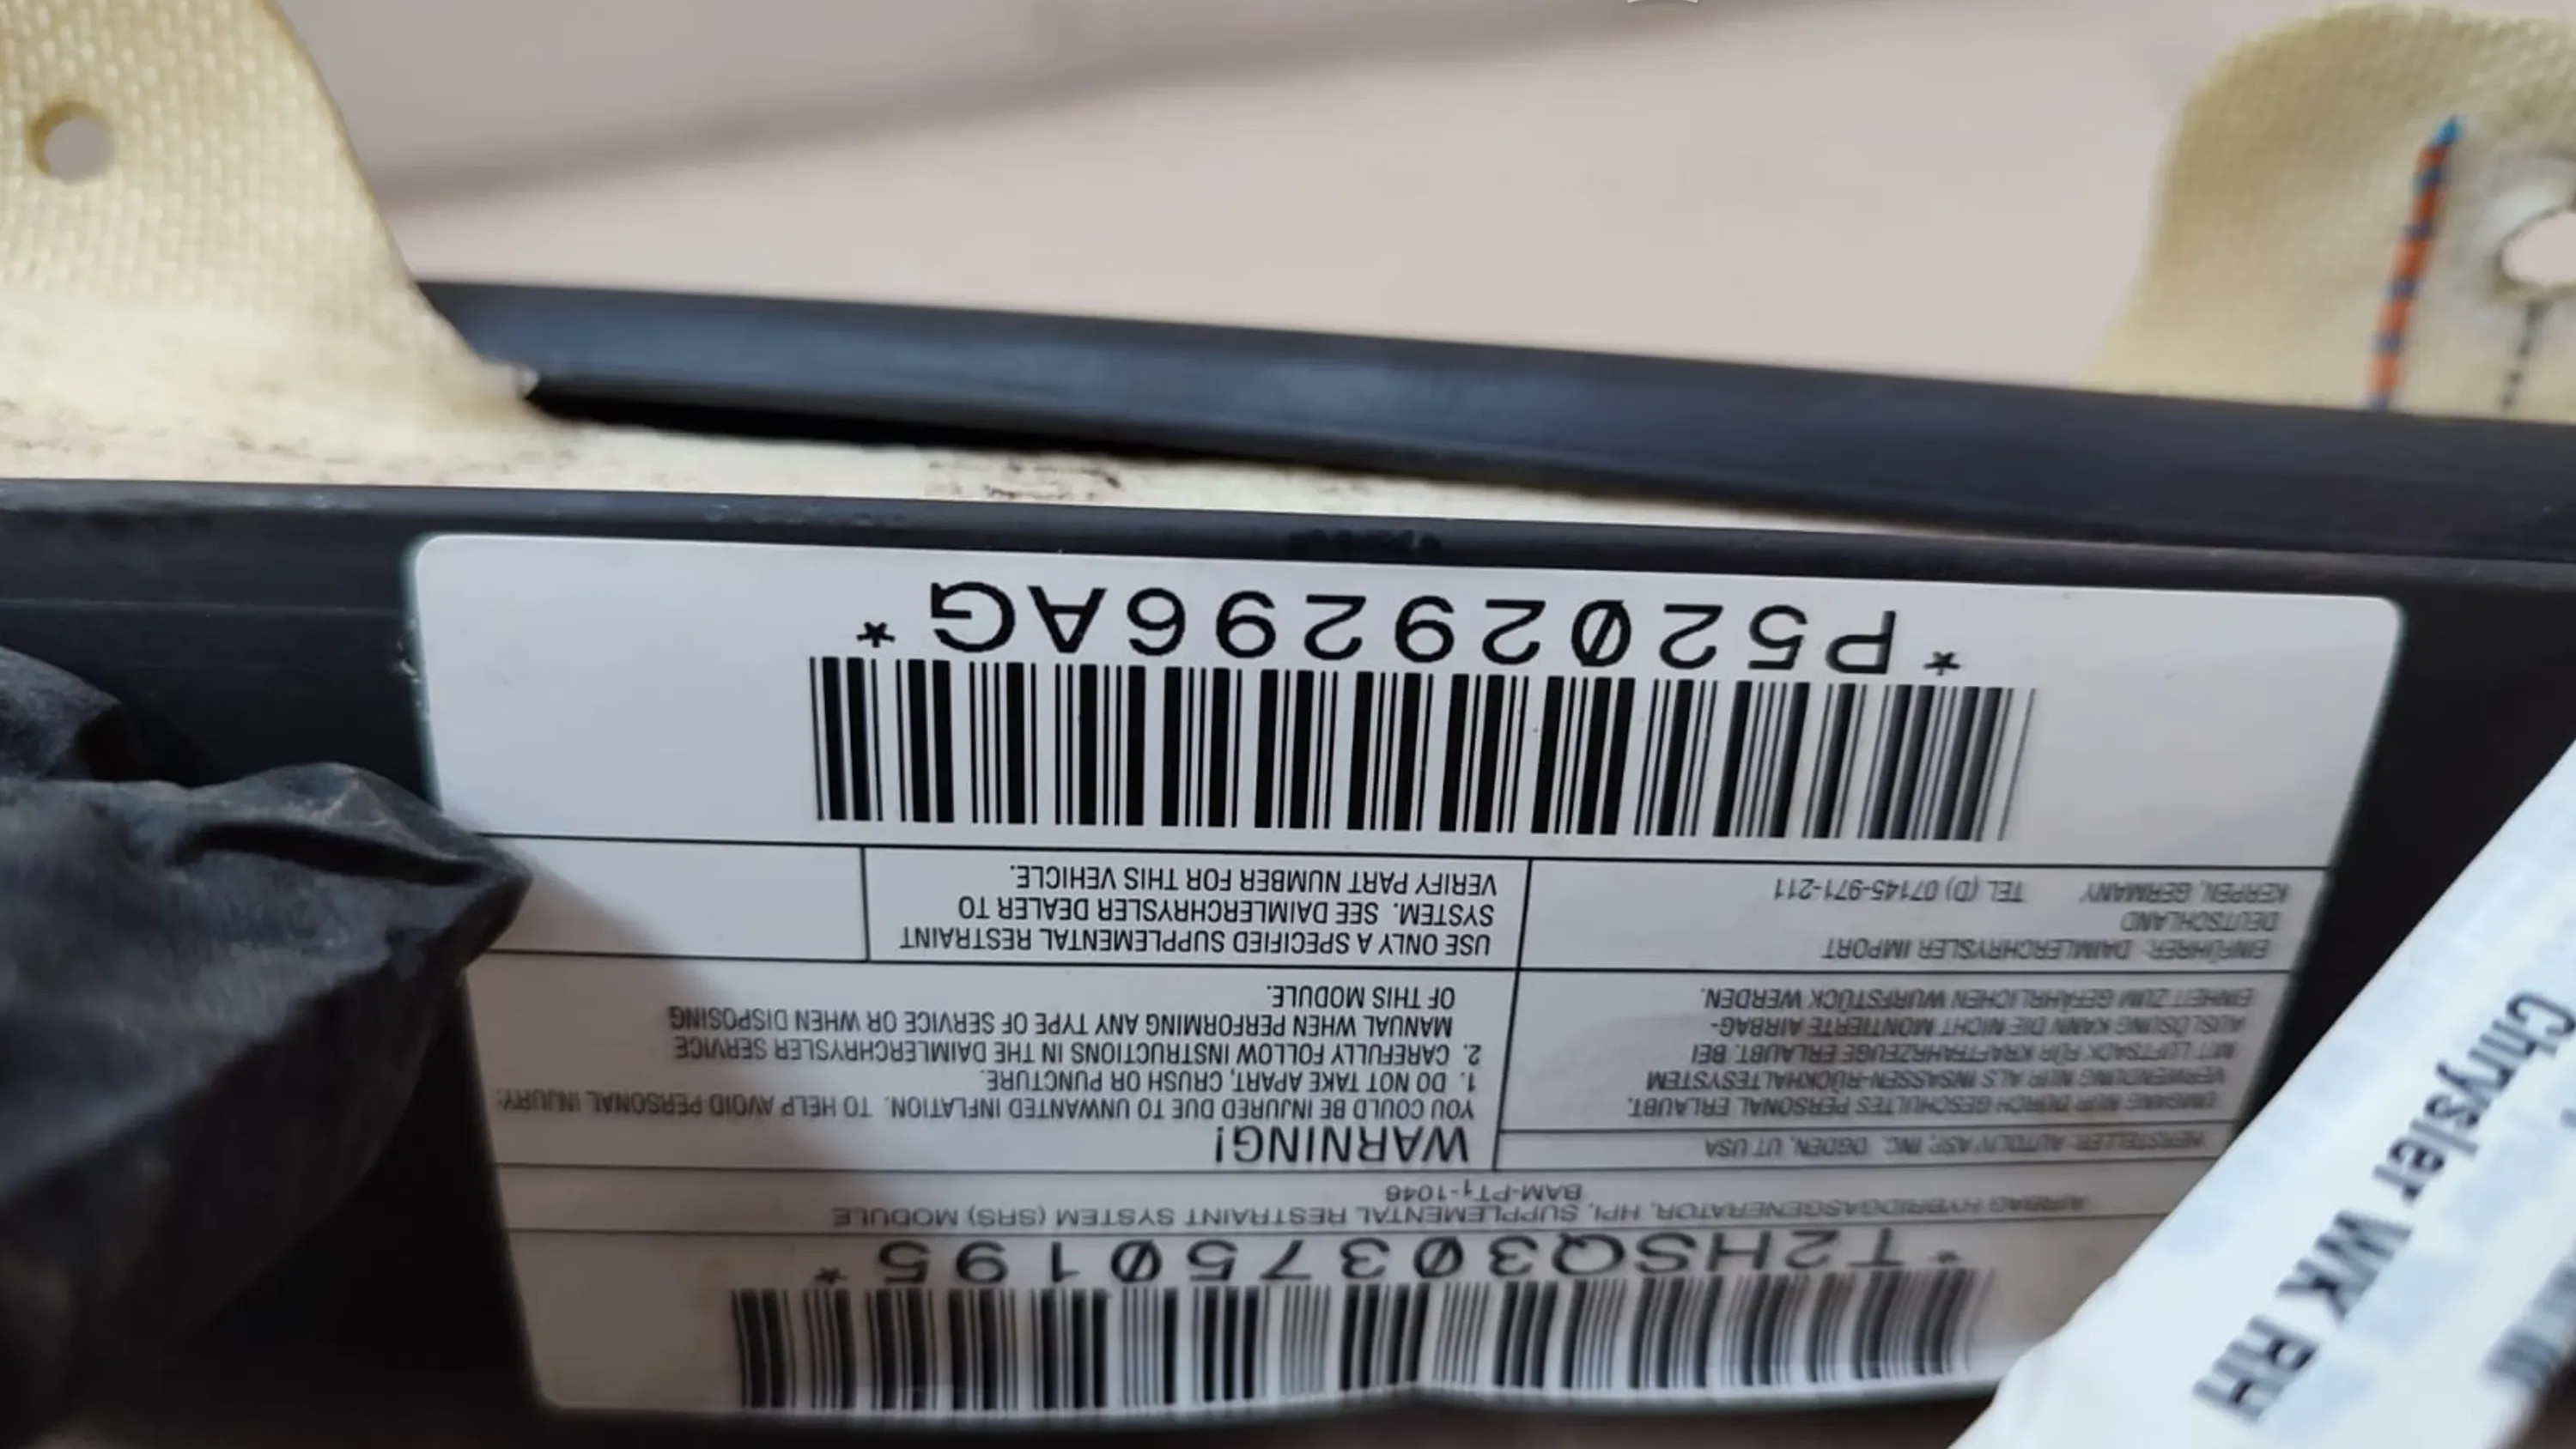 *T2HSQ303750195*
AIRBAG HYBRIDGASGENERATOR, HPI, SUPPLEMENTAL RESTRAINT SYSTEM (SRS) MODULE
BAM-PT1-1046
HERSTELLER: AUTOLIV ASP, INC. OGDEN, UT USA
UMGANG NUR DURCH GESCHULTES PERSONAL ERLAUBT.
VERWENDUNG NUR ALS INSASSEN-RÜCKHALTESYSTEM
MIT LUFTSACK FÜR KRAFTFAHRZEUGE ERLAUBT. BEI
AUSLÖSUNG KANN DIE NICHT MONTIERTE AIRBAG-
EINHEIT ZUM GEFÄHRLICHEN WURFSTÜCK WERDEN.
EINFÜHRER: DAIMLERCHRYSLER IMPORT
DEUTSCHLAND
KERPEN, GERMANY TEL (D) 07145-971-211
WARNING!
YOU COULD BE INJURED DUE TO UNWANTED INFLATION. TO HELP AVOID PERSONAL INJURY:
1. DO NOT TAKE APART, CRUSH OR PUNCTURE.
2. CAREFULLY FOLLOW INSTRUCTIONS IN THE DAIMLERCHRYSLER SERVICE
MANUAL WHEN PERFORMING ANY TYPE OF SERVICE OR WHEN DISPOSING
OF THIS MODULE.
USE ONLY A SPECIFIED SUPPLEMENTAL RESTRAINT
SYSTEM. SEE DAIMLERCHRYSLER DEALER TO
VERIFY PART NUMBER FOR THIS VEHICLE.
*P52029296AG*
Chrysler WK RH